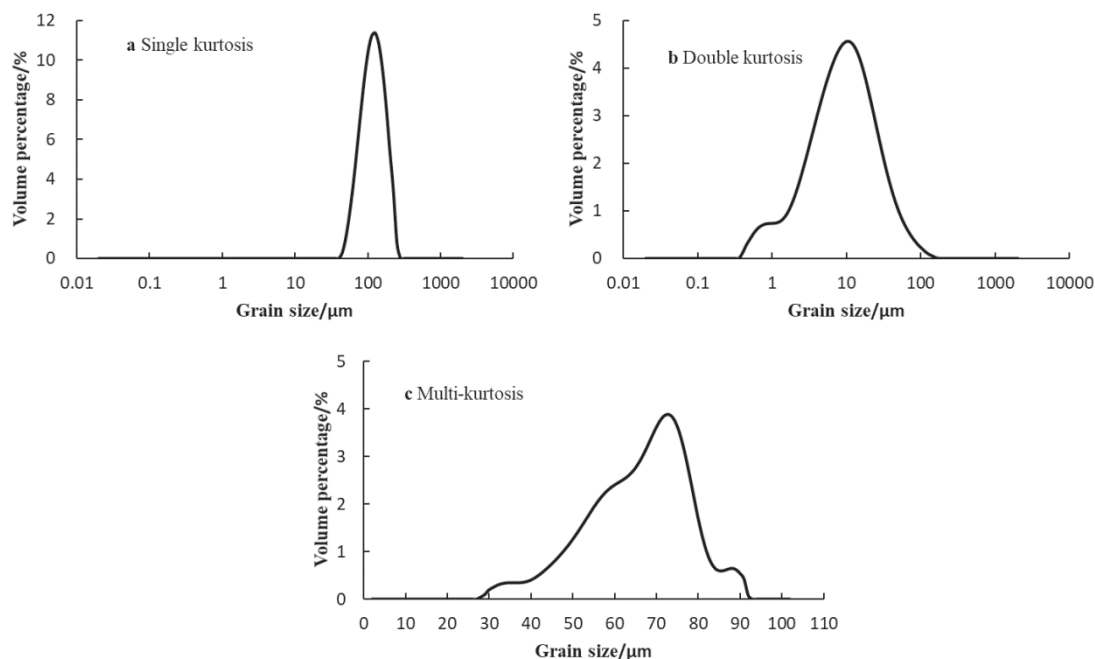 a Single kurtosis
Volume percentage/%
12
10
8
6
4
2
0
0.01 0.1 1 10 100 1000 10000
Grain size/μm
b Double kurtosis
Volume percentage/%
5
4
3
2
1
0
0.01 0.1 1 10 100 1000 10000
Grain size/μm
c Multi-kurtosis
Volume percentage/%
5
4
3
2
1
0
0 10 20 30 40 50 60 70 80 90 100 110
Grain size/μm